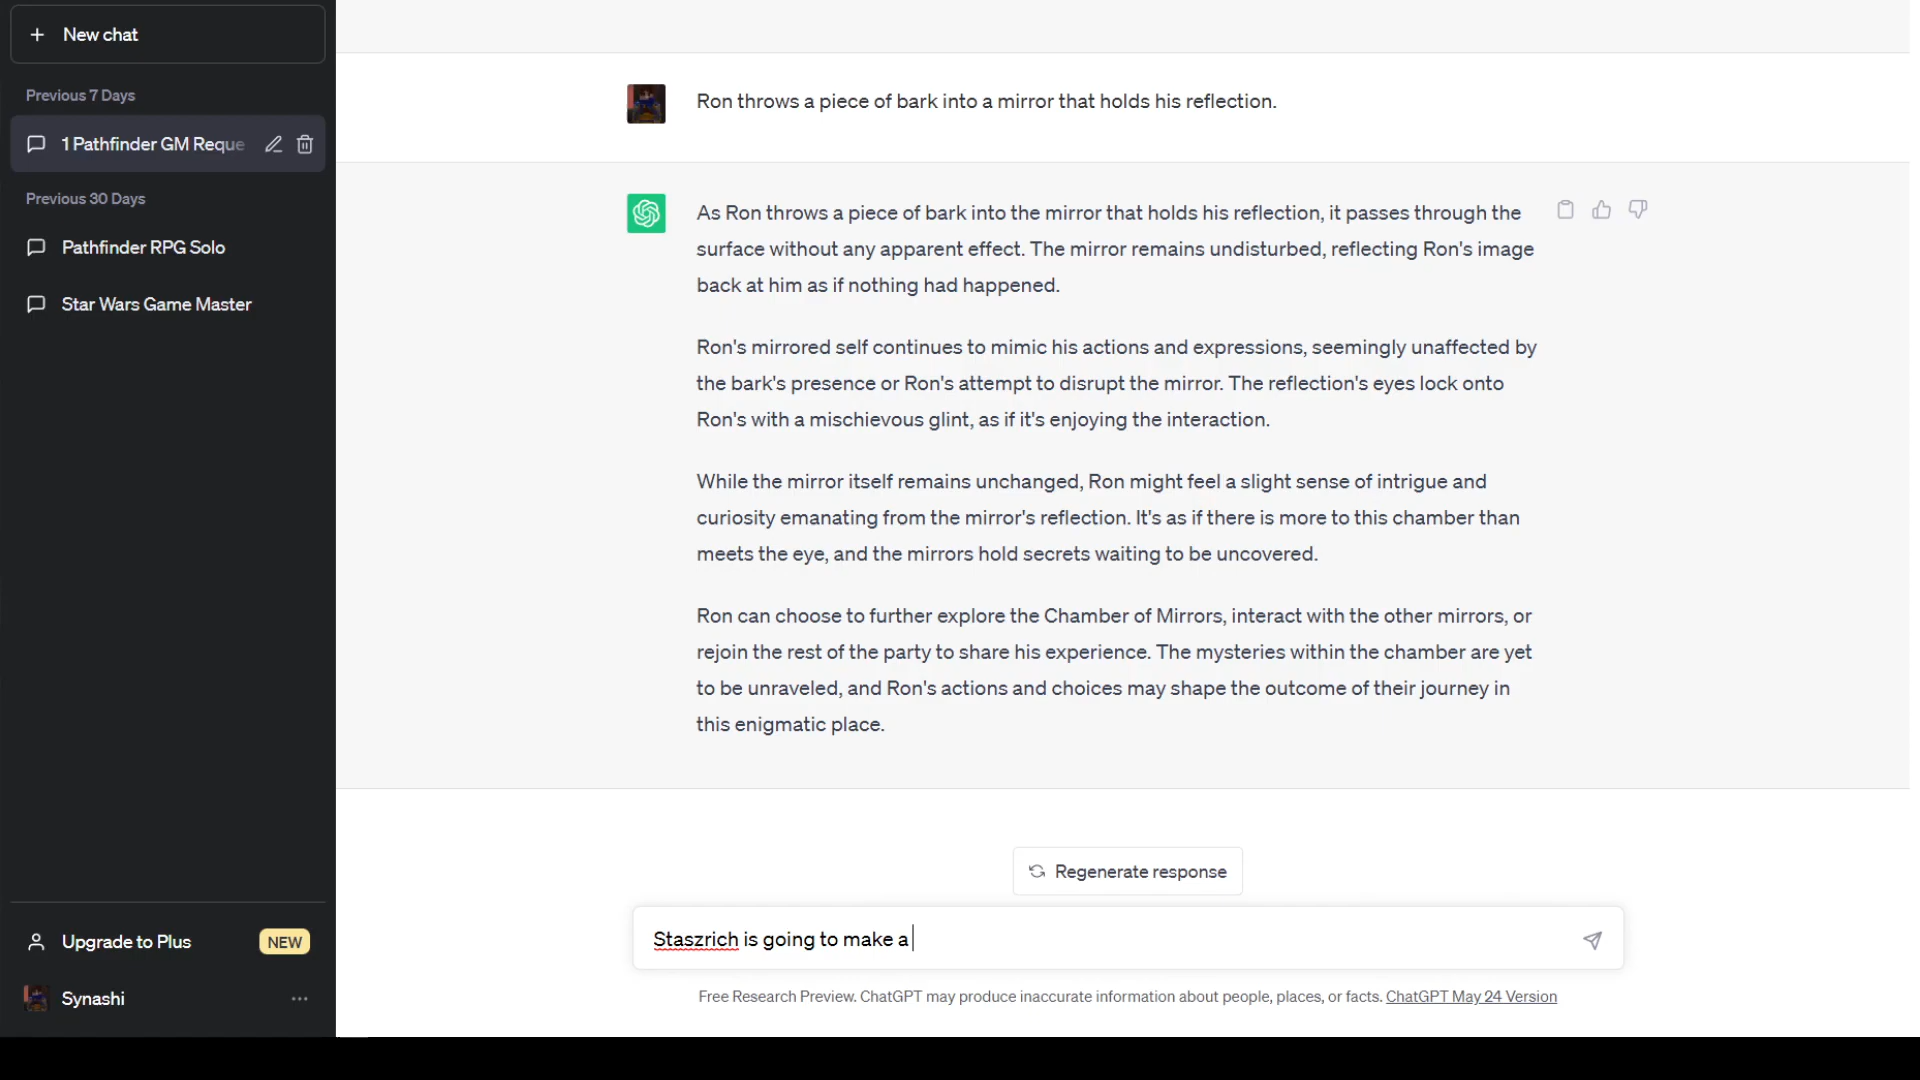 New chat
Previous 7 Days
1 Pathfinder GM Reque
Previous 30 Days
Pathfinder RPG Solo
Star Wars Game Master
Upgrade to Plus NEW
Synashi
Ron throws a piece of bark into a mirror that holds his reflection.
As Ron throws a piece of bark into the mirror that holds his reflection, it passes through the
surface without any apparent effect. The mirror remains undisturbed, reflecting Ron's image
back at him as if nothing had happened.
Ron's mirrored self continues to mimic his actions and expressions, seemingly unaffected by
the bark's presence or Ron's attempt to disrupt the mirror. The reflection's eyes lock onto
Ron's with a mischievous glint, as if it's enjoying the interaction.
While the mirror itself remains unchanged, Ron might feel a slight sense of intrigue and
curiosity emanating from the mirror's reflection. It's as if there is more to this chamber than
meets the eye, and the mirrors hold secrets waiting to be uncovered.
Ron can choose to further explore the Chamber of Mirrors, interact with the other mirrors, or
rejoin the rest of the party to share his experience. The mysteries within the chamber are yet
to be unraveled, and Ron's actions and choices may shape the outcome of their journey in
this enigmatic place.
Regenerate response
Staszrich is going to make a
Free Research Preview. ChatGPT may produce inaccurate information about people, places, or facts. ChatGPT May 24 Version